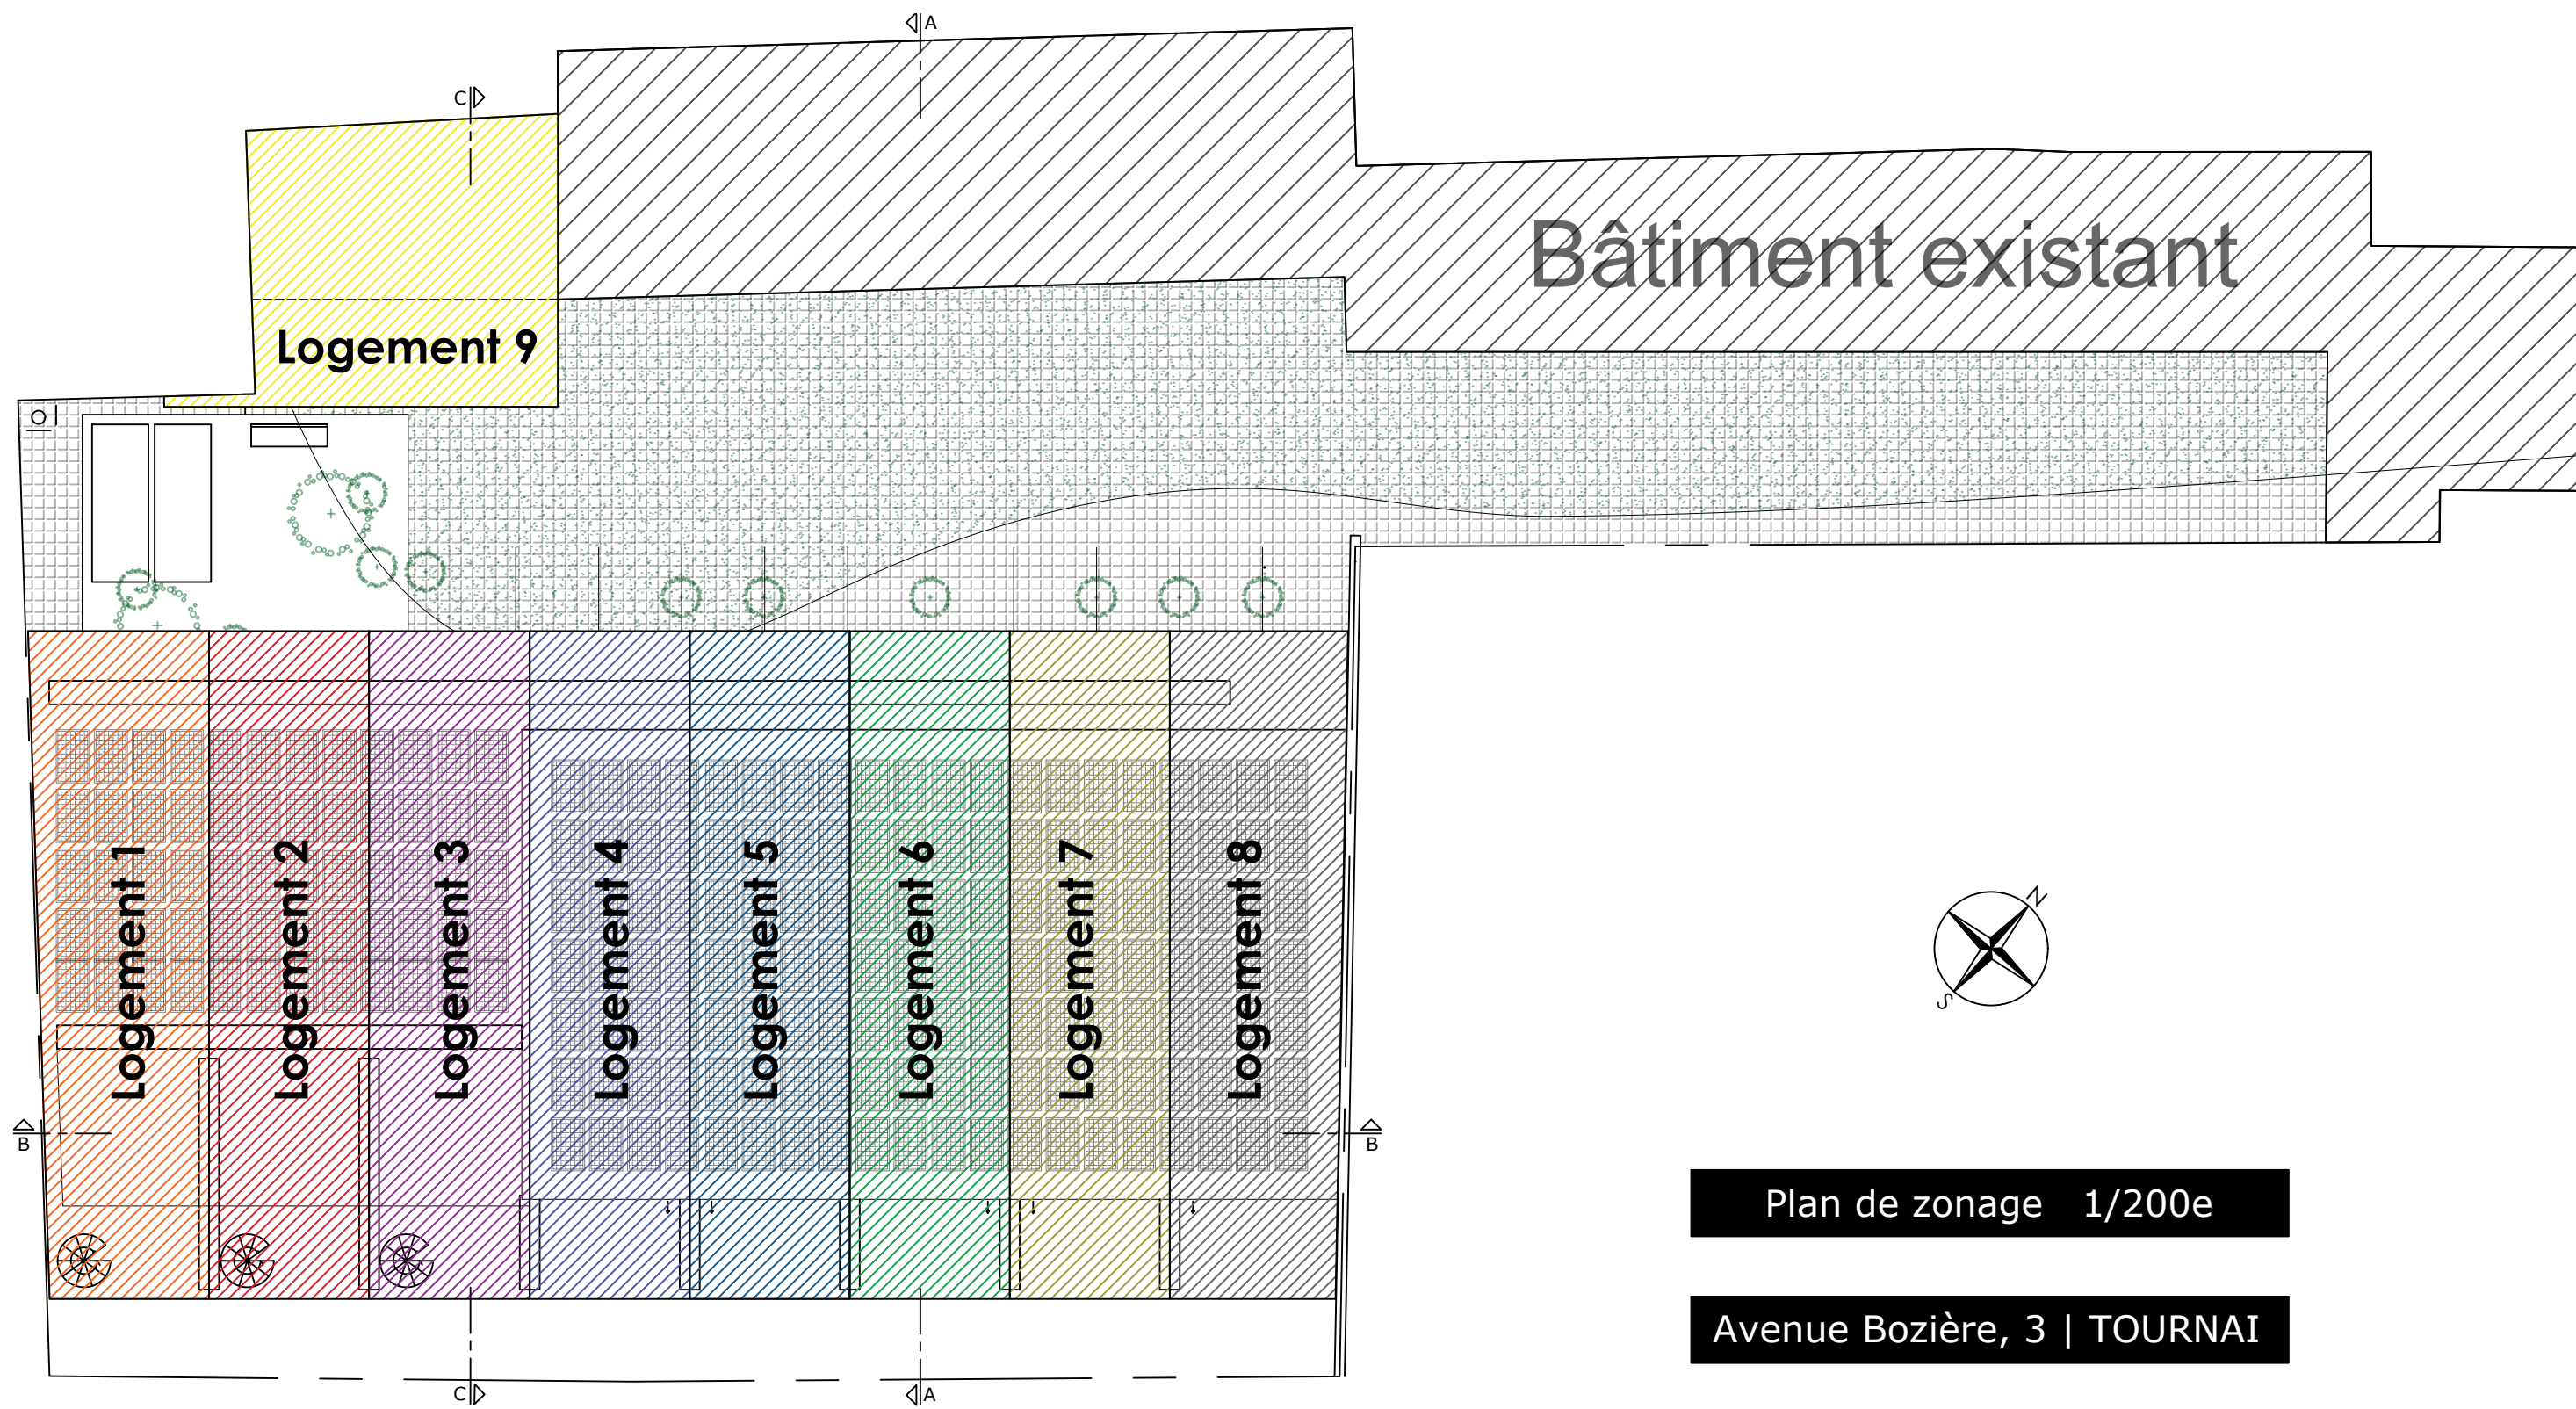 A
C
Bâtiment existant
Logement 9
Logement 1
Logement 2
Logement 3
Logement 4
Logement 5
Logement 6
Logement 7
Logement 8
N
S
B
B
Plan de zonage 1/200e
Avenue Bozière, 3 | TOURNAI
C
A